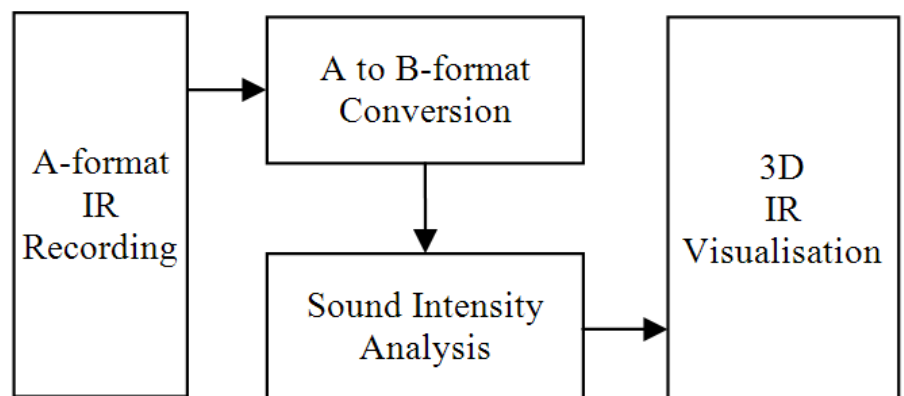 A-format
IR
Recording
A to B-format
Conversion
Sound Intensity
Analysis
3D
IR
Visualisation